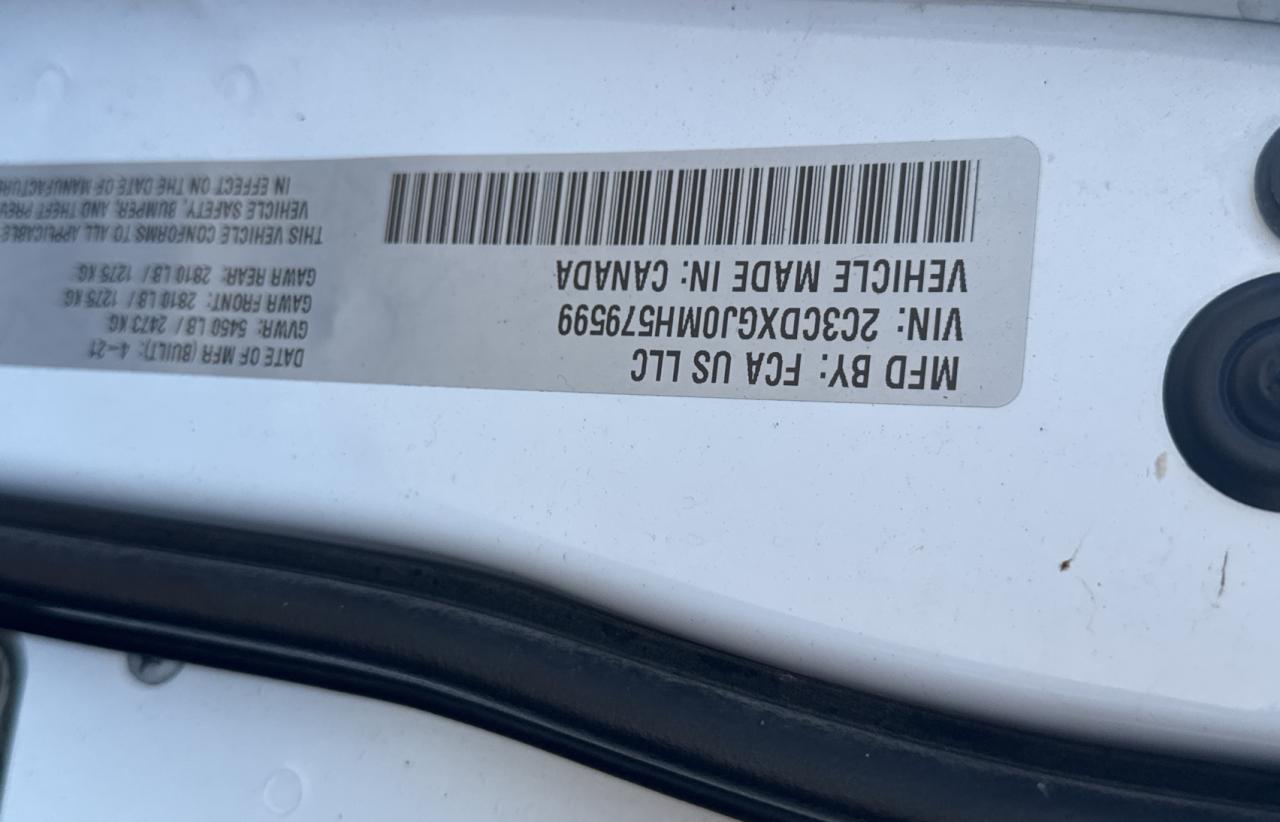 MFD BY: FCA US LLC
VIN: 2C3CDXGJ0MH579599
VEHICLE MADE IN: CANADA
DATE OF MFR (BUILT): 4-21
GVWR: 5450 LB / 2473 KG
GAWR FRONT: 2810 LB / 1275 KG
GAWR REAR: 2810 LB / 1275 KG
THIS VEHICLE CONFORMS TO ALL APPLICABLE
VEHICLE SAFETY, BUMPER, AND THEFT PREV
IN EFFECT ON THE DATE OF MANUFACTURE